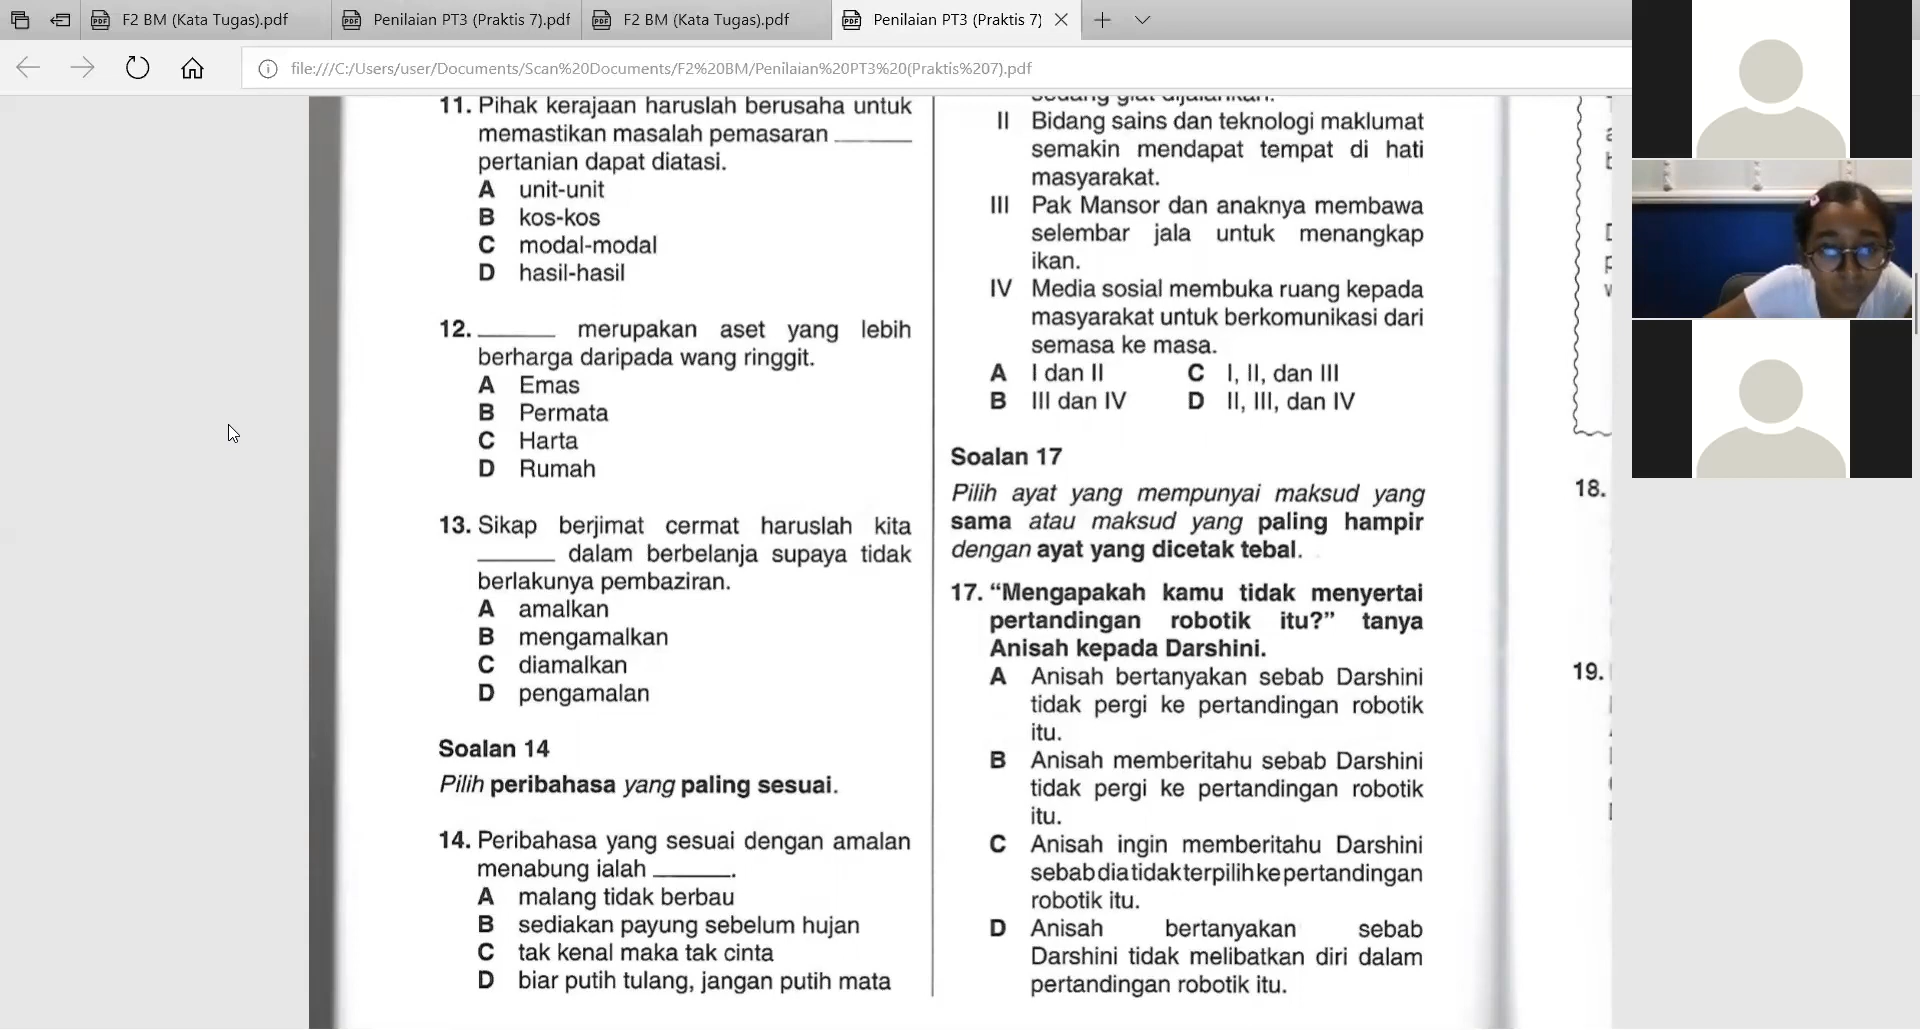 F2 BM (Kata Tugas).pdf
Penilaian PT3 (Praktis 7).pdf
F2 BM (Kata Tugas).pdf
Penilaian PT3 (Praktis 7)
file:///C:/Users/user/Documents/Scan%20Documents/F2%20BM/Penilaian%20PT3%20(Praktis%207).pdf
11. Pihak kerajaan haruslah berusaha untuk
memastikan masalah pemasaran ______
pertanian dapat diatasi.
A unit-unit
B kos-kos
C modal-modal
D hasil-hasil
12. ______ merupakan aset yang lebih
berharga daripada wang ringgit.
A Emas
B Permata
C Harta
D Rumah
13. Sikap berjimat cermat haruslah kita
______ dalam berbelanja supaya tidak
berlakunya pembaziran.
A amalkan
B mengamalkan
C diamalkan
D pengamalan
Soalan 14
Pilih peribahasa yang paling sesuai.
14. Peribahasa yang sesuai dengan amalan
menabung ialah ______.
A malang tidak berbau
B sediakan payung sebelum hujan
C tak kenal maka tak cinta
D biar putih tulang, jangan putih mata
sedang giat dijalankan.
II Bidang sains dan teknologi maklumat
semakin mendapat tempat di hati
masyarakat.
III Pak Mansor dan anaknya membawa
selembar jala untuk menangkap
ikan.
IV Media sosial membuka ruang kepada
masyarakat untuk berkomunikasi dari
semasa ke masa.
A I dan II C I, II, dan III
B III dan IV D II, III, dan IV
Soalan 17
Pilih ayat yang mempunyai maksud yang
sama atau maksud yang paling hampir
dengan ayat yang dicetak tebal.
17. “Mengapakah kamu tidak menyertai
pertandingan robotik itu?” tanya
Anisah kepada Darshini.
A Anisah bertanyakan sebab Darshini
tidak pergi ke pertandingan robotik
itu.
B Anisah memberitahu sebab Darshini
tidak pergi ke pertandingan robotik
itu.
C Anisah ingin memberitahu Darshini
sebab dia tidak terpilih ke pertandingan
robotik itu.
D Anisah bertanyakan sebab
Darshini tidak melibatkan diri dalam
pertandingan robotik itu.
18.
19.